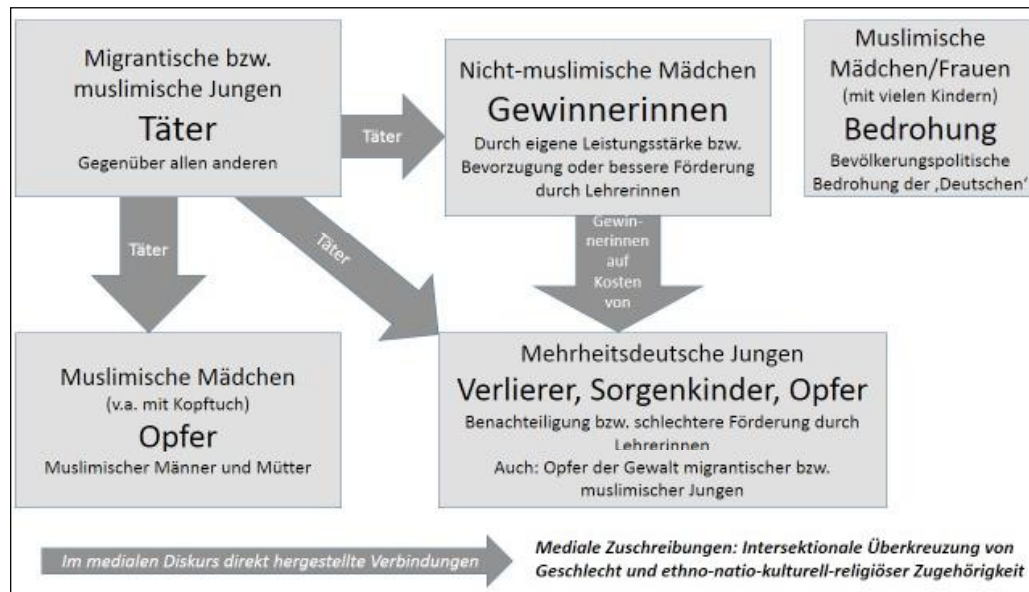 Migrantische bzw.
muslimische Jungen
Täter
Gegenüber allen anderen
Täter
Nicht-muslimische Mädchen
Gewinnerinnen
Durch eigene Leistungsstärke bzw.
Bevorzugung oder bessere Förderung
durch Lehrerinnen
Muslimische
Mädchen/Frauen
(mit vielen Kindern)
Bedrohung
Bevölkerungspolitische
Bedrohung der ‚Deutschen‘
Täter
Täter
Gewin-
nerinnen
auf
Kosten
von
Muslimische Mädchen
(v.a. mit Kopftuch)
Opfer
Muslimischer Männer und Mütter
Mehrheitsdeutsche Jungen
Verlierer, Sorgenkinder, Opfer
Benachteiligung bzw. schlechtere Förderung durch
Lehrerinnen
Auch: Opfer der Gewalt migrantischer bzw.
muslimischer Jungen
Im medialen Diskurs direkt hergestellte Verbindungen
Mediale Zuschreibungen: Intersektionale Überkreuzung von
Geschlecht und ethno-natio-kulturell-religiöser Zugehörigkeit